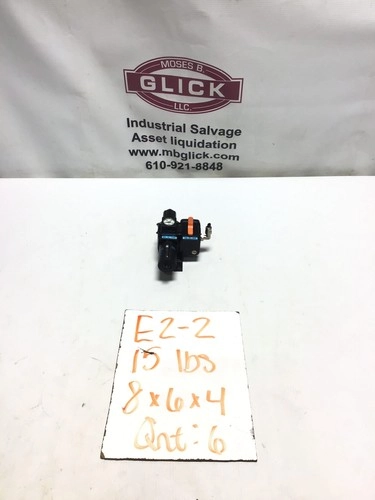 MOSES B.
GLICK
LLC.
Industrial Salvage
Asset liquidation
www.mbglick.com
610-921-8848
E2-2
15 lbs
8x6x4
Qnt: 6